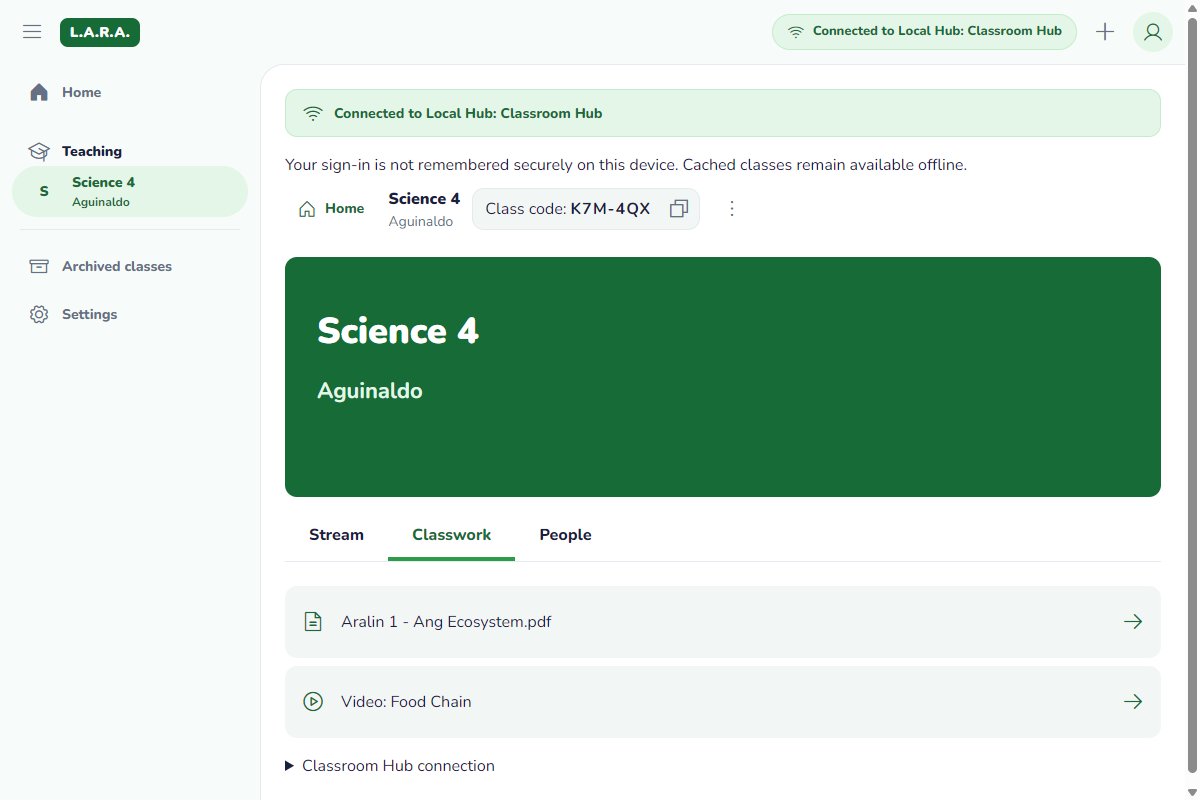 L.A.R.A.
Connected to Local Hub: Classroom Hub
Home
Teaching
S
Science 4
Aguinaldo
Archived classes
Settings
Connected to Local Hub: Classroom Hub
Your sign-in is not remembered securely on this device. Cached classes remain available offline.
Home
Science 4
Aguinaldo
Class code: K7M-4QX
Science 4
Aguinaldo
Stream Classwork People
Aralin 1 - Ang Ecosystem.pdf
Video: Food Chain
Classroom Hub connection